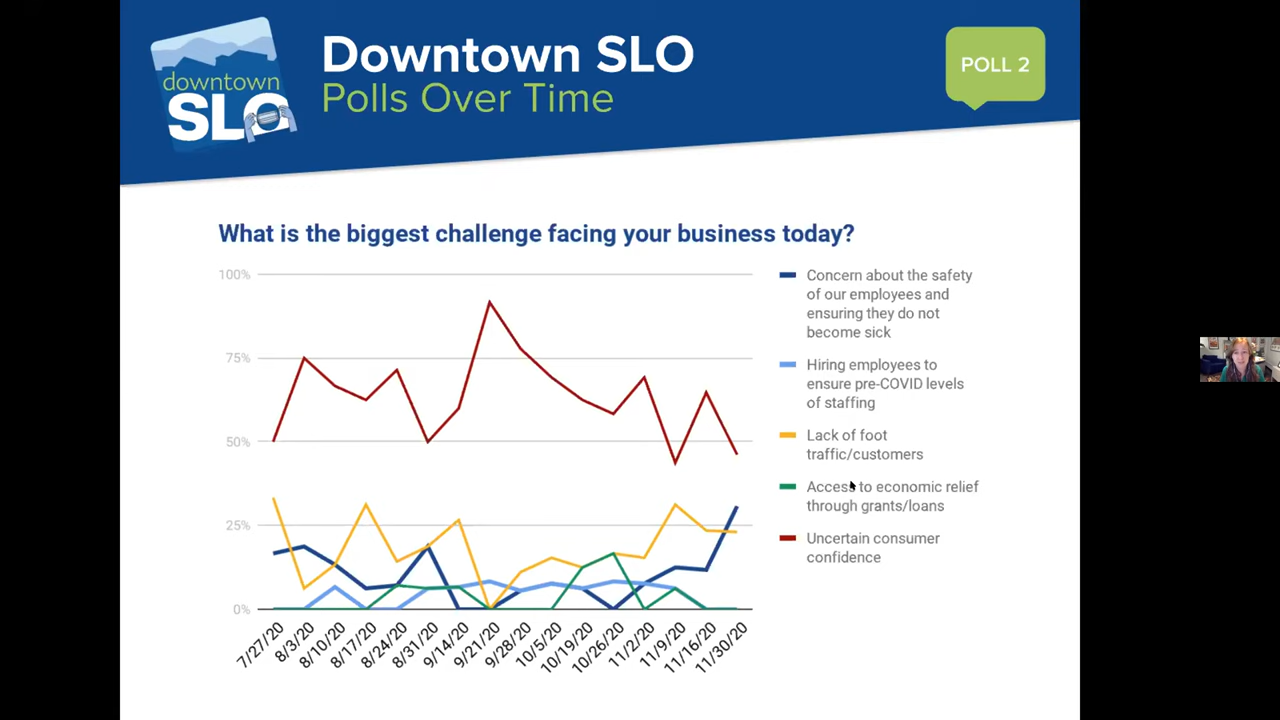 downtown
SLO
Downtown SLO
Polls Over Time
POLL 2
What is the biggest challenge facing your business today?
100%
75%
50%
25%
0%
7/27/20
8/3/20
8/10/20
8/17/20
8/24/20
8/31/20
9/14/20
9/21/20
9/28/20
10/5/20
10/19/20
10/26/20
11/2/20
11/9/20
11/16/20
11/30/20
Concern about the safety
of our employees and
ensuring they do not
become sick
Hiring employees to
ensure pre-COVID levels
of staffing
Lack of foot
traffic/customers
Access to economic relief
through grants/loans
Uncertain consumer
confidence